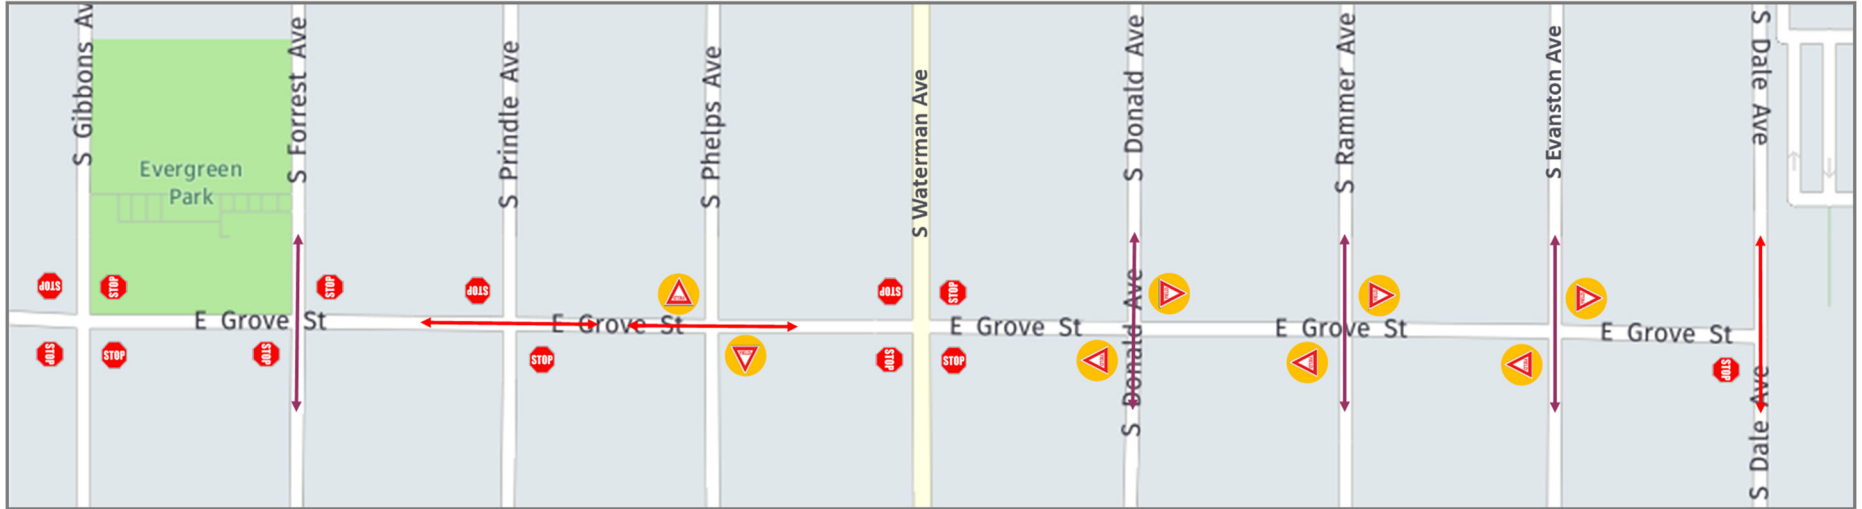 S Gibbons Av
S Forrest Ave
S Prindle Ave
S Phelps Ave
S Waterman Ave
S Donald Ave
S Rammer Ave
S Evanston Ave
S Dale Ave
Evergreen
Park
STOP
STOP
STOP
STOP
STOP
E Grove St
E Grove St
E Grove St
E Grove St
E Grove St
STOP
STOP
STOP
STOP
STOP
STOP
STOP
S Donald Ave
S Dale Ave